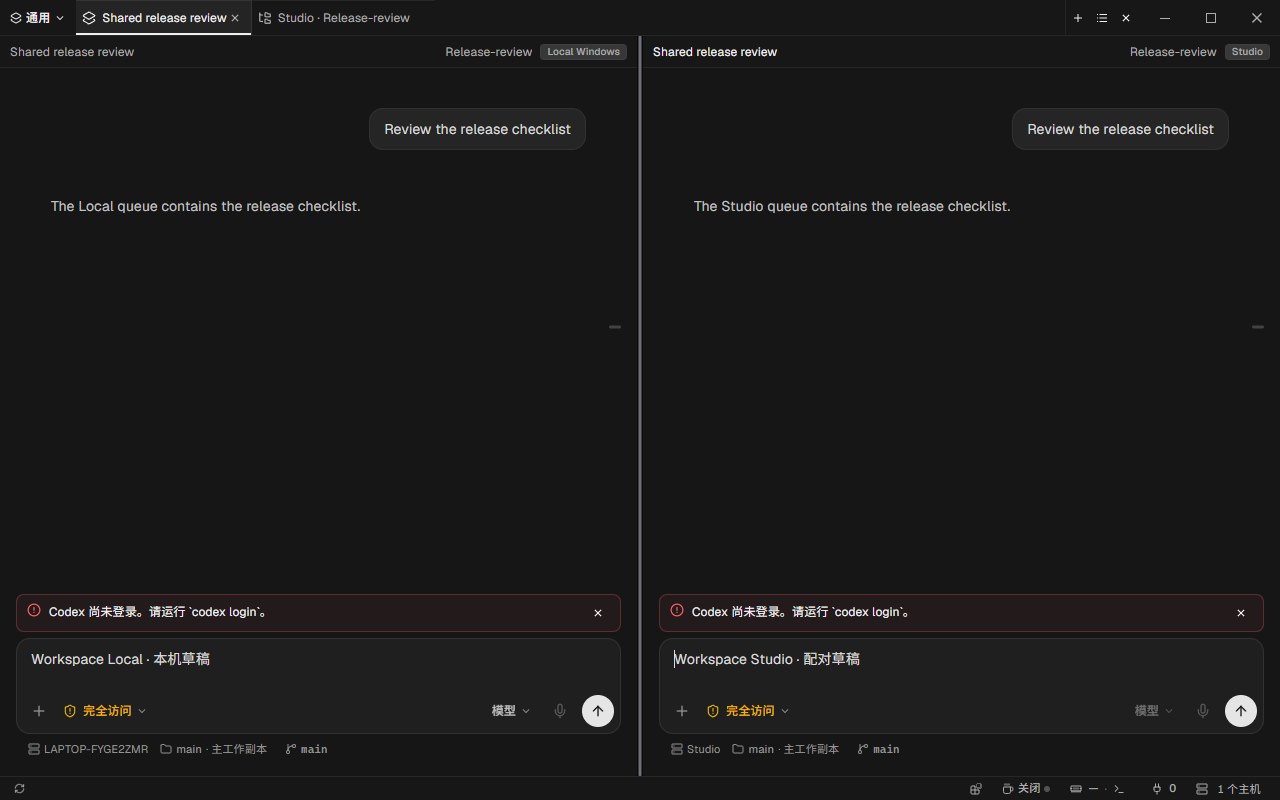 通用
Shared release review
Studio · Release-review
Shared release review
Release-review
Local Windows
Review the release checklist
The Local queue contains the release checklist.
Codex 尚未登录。请运行 `codex login`。
Workspace Local · 本机草稿
完全访问
模型
LAPTOP-FYGE2ZMR
main · 主工作副本
main
Shared release review
Release-review
Studio
Review the release checklist
The Studio queue contains the release checklist.
Codex 尚未登录。请运行 `codex login`。
Workspace Studio · 配对草稿
完全访问
模型
Studio
main · 主工作副本
main
关闭
— ·
0
1 个主机